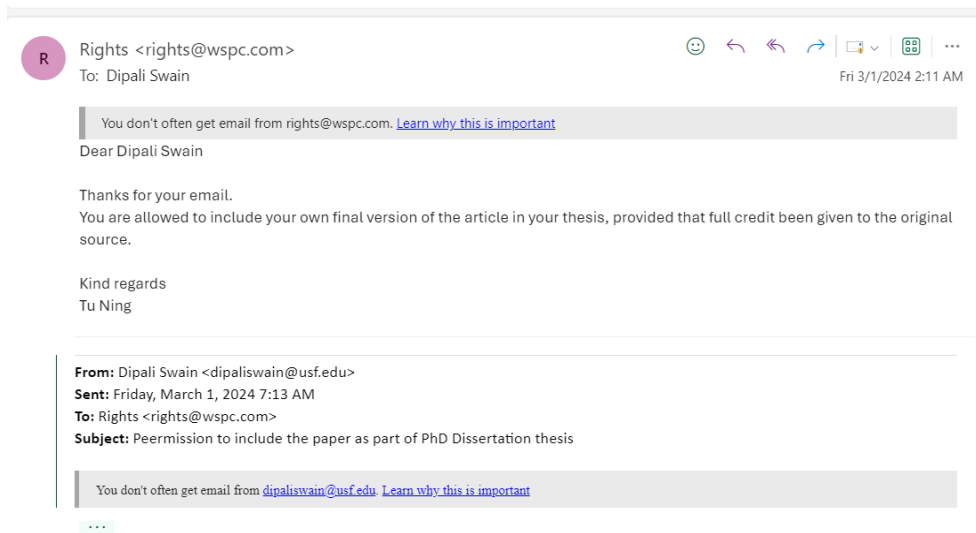 R
Rights <rights@wspc.com>
To: Dipali Swain
Fri 3/1/2024 2:11 AM
You don't often get email from rights@wspc.com. Learn why this is important
Dear Dipali Swain
Thanks for your email.
You are allowed to include your own final version of the article in your thesis, provided that full credit been given to the original
source.
Kind regards
Tu Ning
From: Dipali Swain <dipaliswain@usf.edu>
Sent: Friday, March 1, 2024 7:13 AM
To: Rights <rights@wspc.com>
Subject: Peermission to include the paper as part of PhD Dissertation thesis
You don't often get email from dipaliswain@usf.edu. Learn why this is important